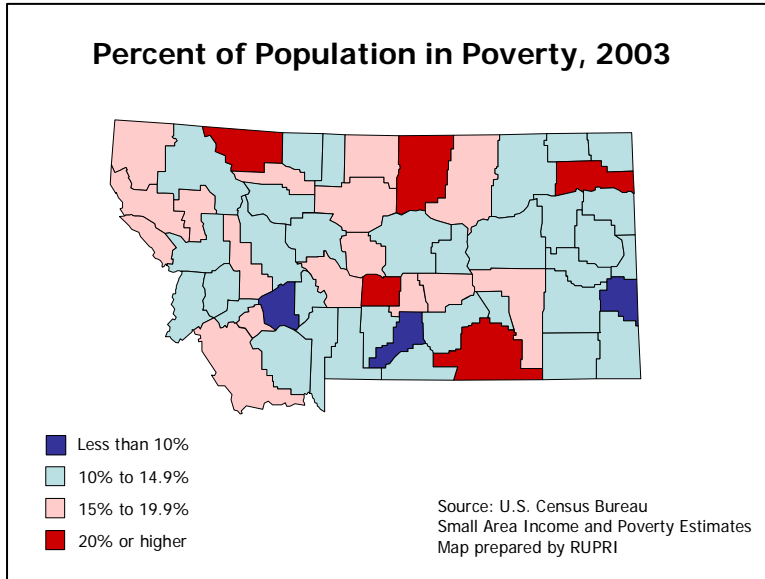 Percent of Population in Poverty, 2003
Less than 10%
10% to 14.9%
15% to 19.9%
20% or higher
Source: U.S. Census Bureau
Small Area Income and Poverty Estimates
Map prepared by RUPRI